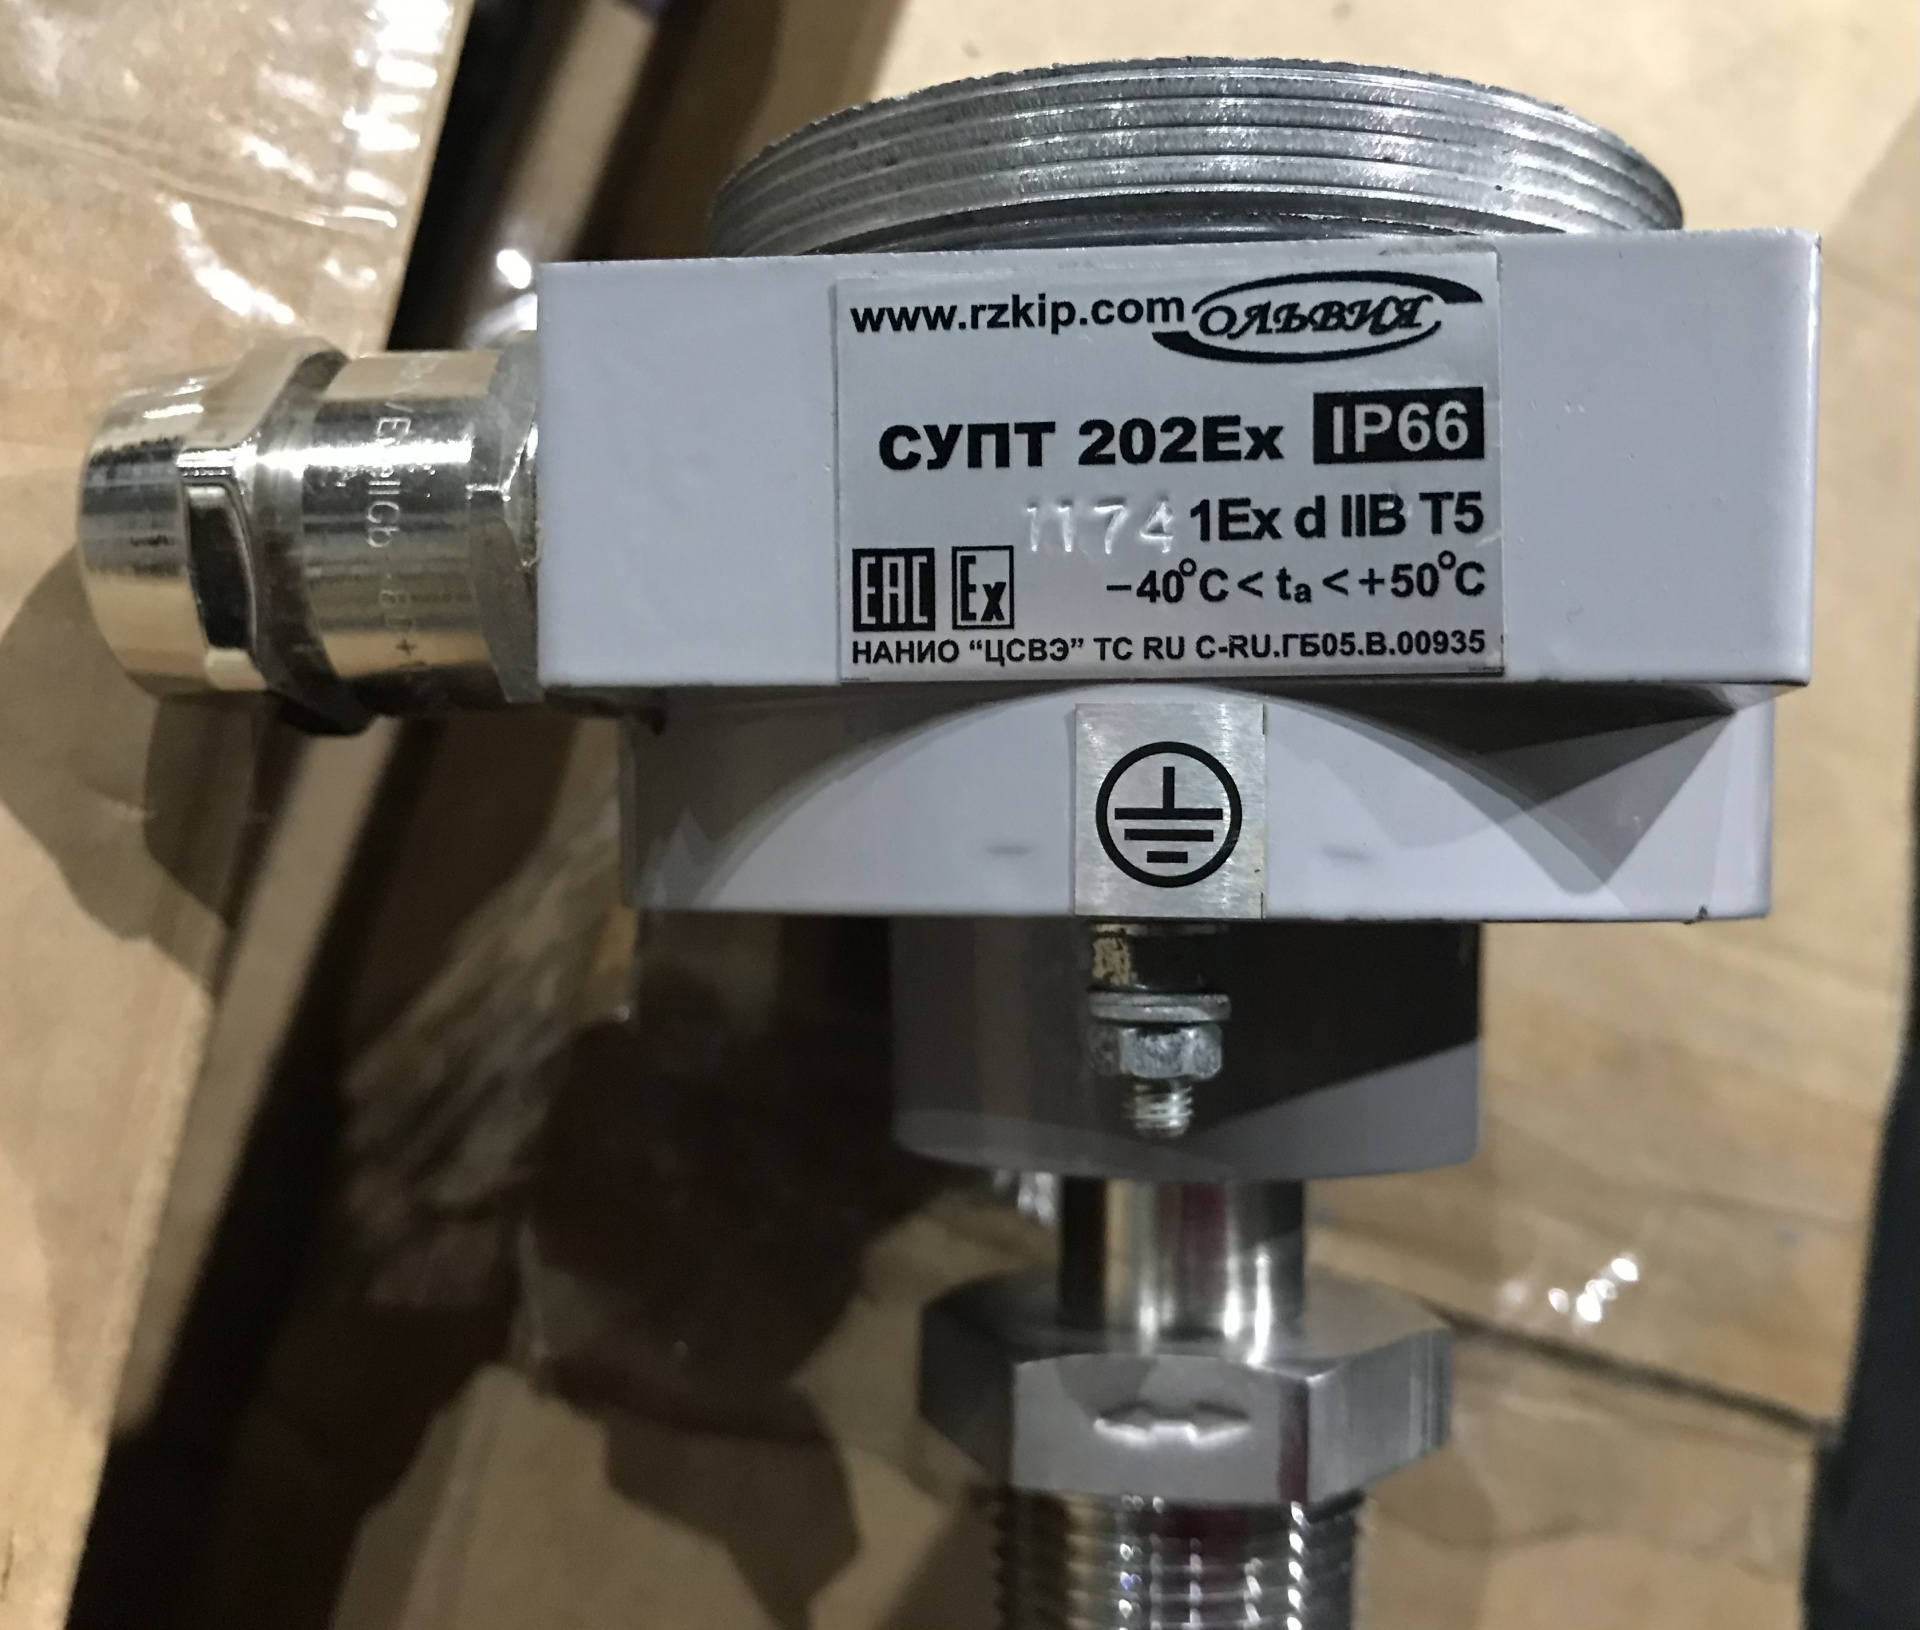 www.rzkip.com ОЛЬВИЯ
СУПТ 202Ex IP66
1174 1Ex d IIB T5
EAC Ex −40°C < ta < +50°C
НАНИО “ЦСВЭ” ТС RU C-RU.ГБ05.В.00935